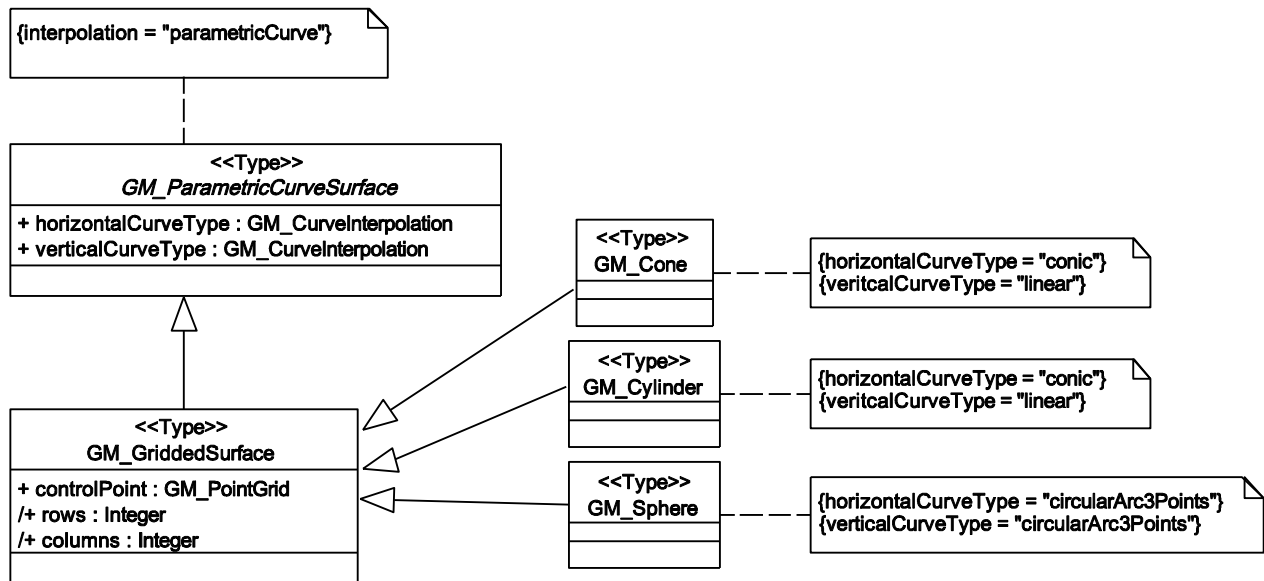 {interpolation = "parametricCurve"}
<<Type>>
GM_ParametricCurveSurface
+ horizontalCurveType : GM_CurveInterpolation
+ verticalCurveType : GM_CurveInterpolation
<<Type>>
GM_Cone
{horizontalCurveType = "conic"}
{veritcalCurveType = "linear"}
<<Type>>
GM_Cylinder
{horizontalCurveType = "conic"}
{veritcalCurveType = "linear"}
<<Type>>
GM_GriddedSurface
+ controlPoint : GM_PointGrid
/+ rows : Integer
/+ columns : Integer
<<Type>>
GM_Sphere
{horizontalCurveType = "circularArc3Points"}
{verticalCurveType = "circularArc3Points"}